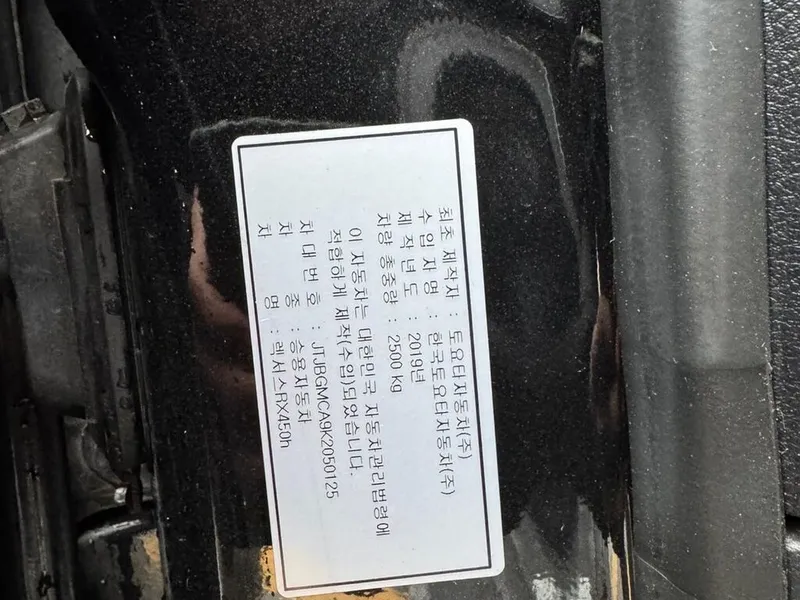 최초 제작자 : 토요타자동차(주)
수 입 자 명 : 한국토요타자동차(주)
제 작 년 도 : 2019년
차량 총중량 2500 kg
이 자동차는 대한민국 자동차관리법령에
적합하게 제작(수입)되었습니다.
차 대 번 호 : JTJBGMCA9K2050125
차 종 : 승용자동차
차 명 : 렉서스RX450h